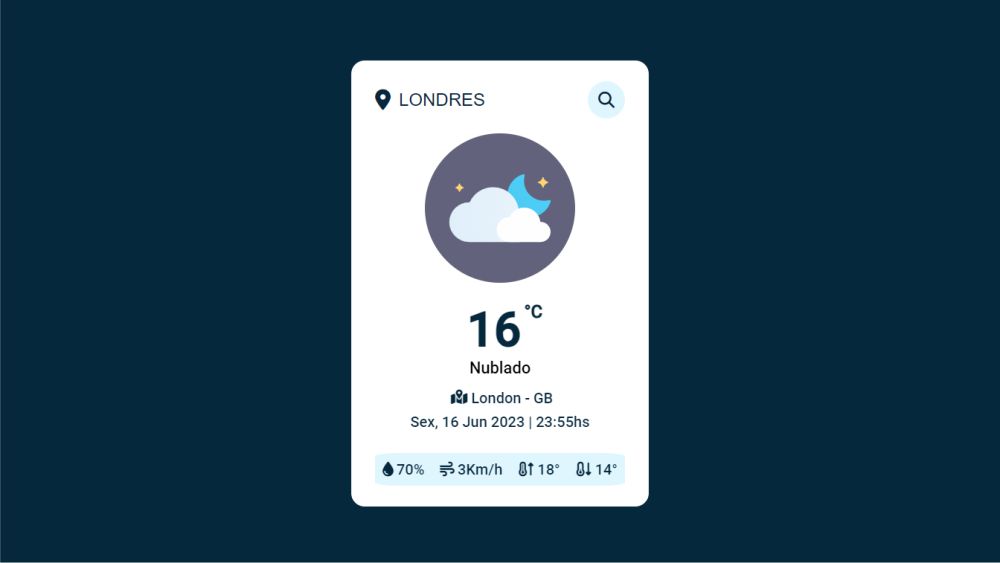 LONDRES
16 °C
Nublado
London - GB
Sex, 16 Jun 2023 | 23:55hs
70% 3Km/h 18° 14°